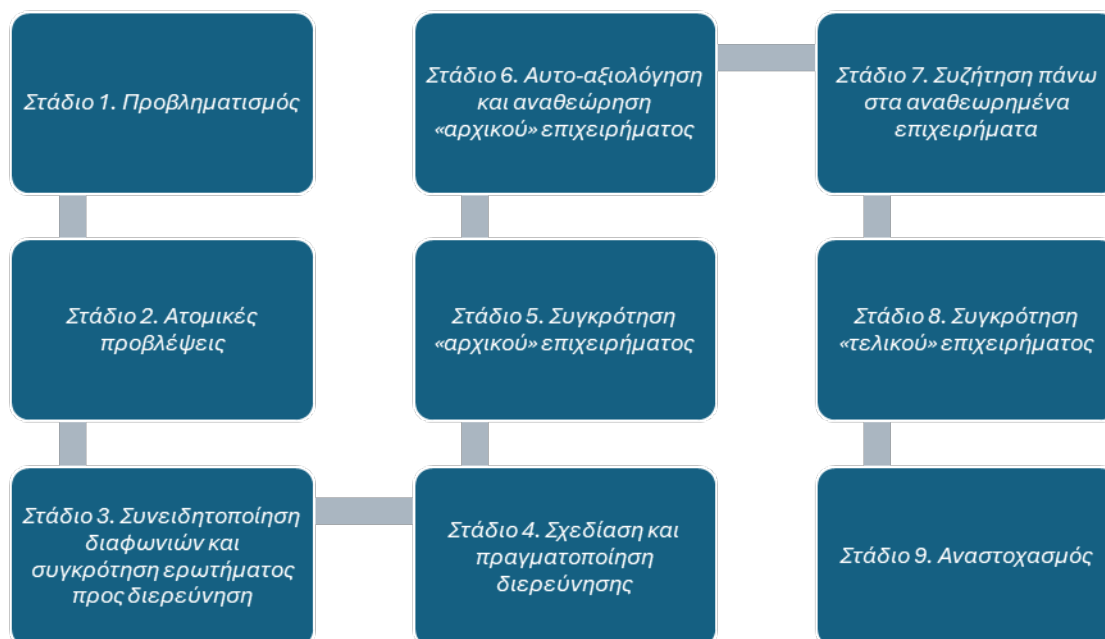 Στάδιο 1. Προβληματισμός
Στάδιο 2. Ατομικές
προβλέψεις
Στάδιο 3. Συνειδητοποίηση
διαφωνιών και
συγκρότηση ερωτήματος
προς διερεύνηση
Στάδιο 4. Σχεδίαση και
πραγματοποίηση
διερεύνησης
Στάδιο 5. Συγκρότηση
«αρχικού» επιχειρήματος
Στάδιο 6. Αυτο-αξιολόγηση
και αναθεώρηση
«αρχικού» επιχειρήματος
Στάδιο 7. Συζήτηση πάνω
στα αναθεωρημένα
επιχειρήματα
Στάδιο 8. Συγκρότηση
«τελικού» επιχειρήματος
Στάδιο 9. Αναστοχασμός